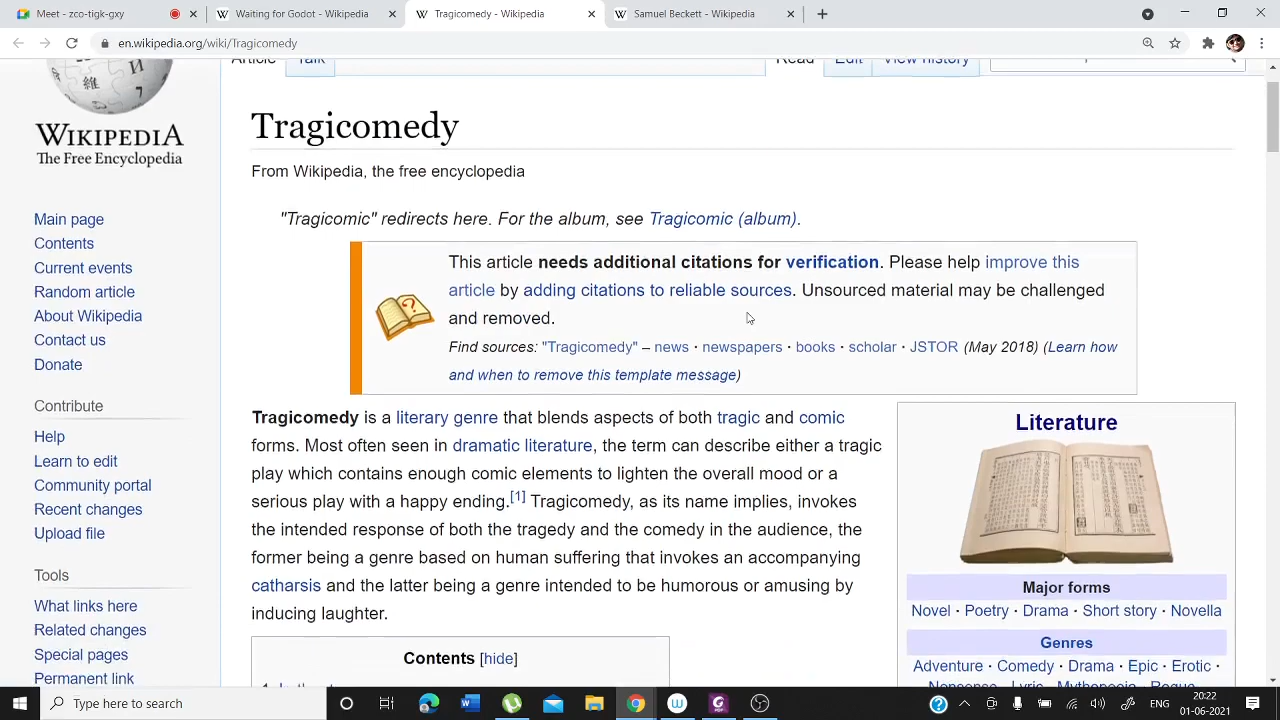 Meet - zco-tigk-gxy
Waiting for Godot - Wikipedia
Tragicomedy - Wikipedia
Samuel Beckett - Wikipedia
en.wikipedia.org/wiki/Tragicomedy
Article Talk Read Edit View history
WIKIPEDIA
The Free Encyclopedia
Main page
Contents
Current events
Random article
About Wikipedia
Contact us
Donate
Contribute
Help
Learn to edit
Community portal
Recent changes
Upload file
Tools
What links here
Related changes
Special pages
Permanent link
Tragicomedy
From Wikipedia, the free encyclopedia
"Tragicomic" redirects here. For the album, see Tragicomic (album).
This article needs additional citations for verification. Please help improve this
article by adding citations to reliable sources. Unsourced material may be challenged
and removed.
Find sources: "Tragicomedy" – news · newspapers · books · scholar · JSTOR (May 2018) (Learn how
and when to remove this template message)
Tragicomedy is a literary genre that blends aspects of both tragic and comic
forms. Most often seen in dramatic literature, the term can describe either a tragic
play which contains enough comic elements to lighten the overall mood or a
serious play with a happy ending.[1] Tragicomedy, as its name implies, invokes
the intended response of both the tragedy and the comedy in the audience, the
former being a genre based on human suffering that invokes an accompanying
catharsis and the latter being a genre intended to be humorous or amusing by
inducing laughter.
Contents [hide]
Literature
Major forms
Novel · Poetry · Drama · Short story · Novella
Genres
Adventure · Comedy · Drama · Epic · Erotic ·
Nonsense · Lyric · Mythopoeia · Rogue
Type here to search
20:22
01-06-2021